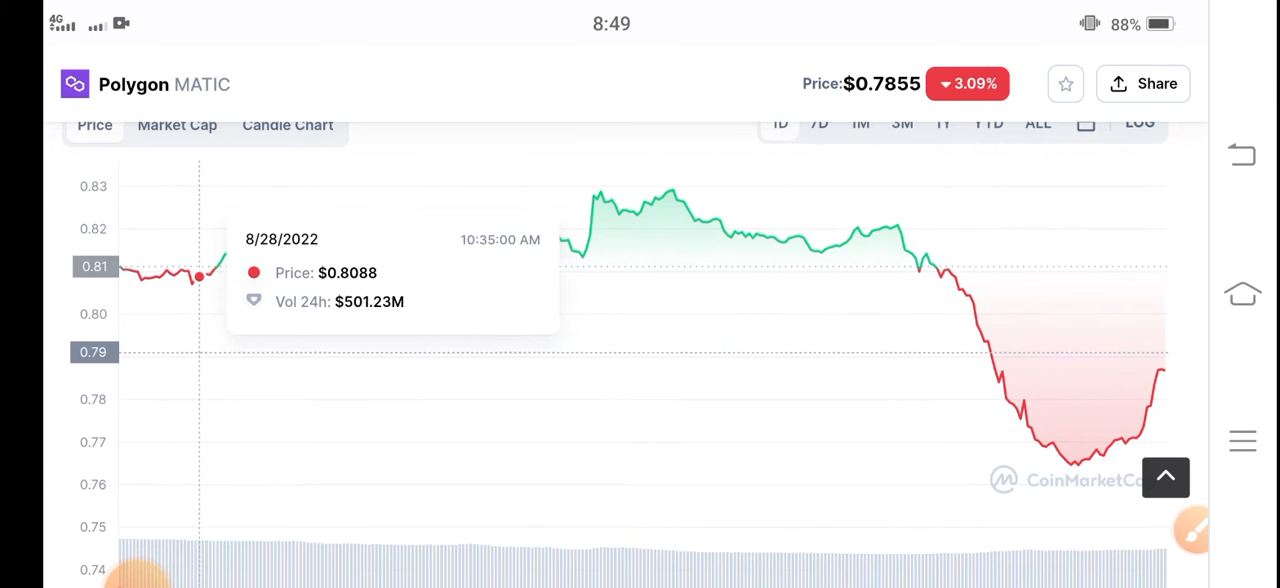 4G 8:49 88%
Polygon MATIC Price:$0.7855 3.09% Share
Price Market Cap Candle Chart 1D 7D 1M 3M 1Y YTD ALL LOG
0.83
0.82
0.81
0.80
0.79
0.78
0.77
0.76
0.75
0.74
8/28/2022 10:35:00 AM
Price: $0.8088
Vol 24h: $501.23M
CoinMarketC